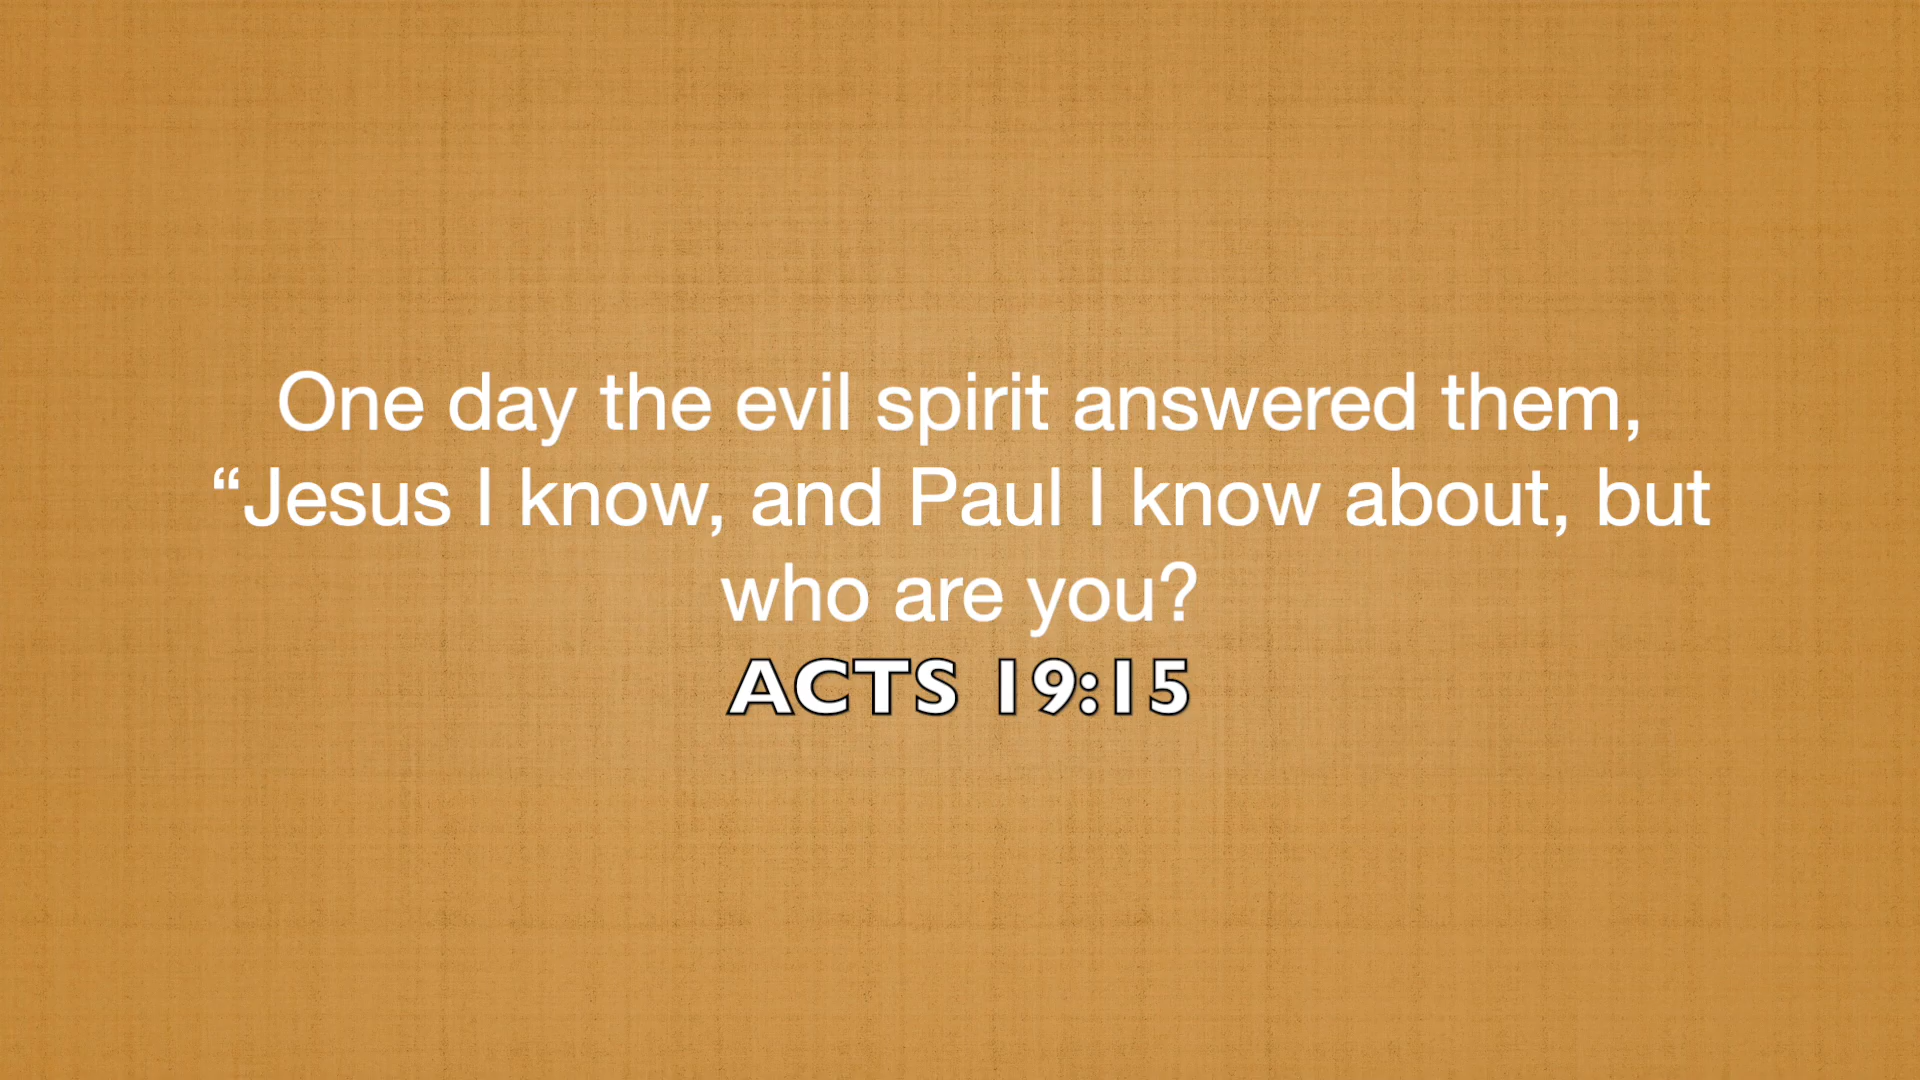 One day the evil spirit answered them,
“Jesus I know, and Paul I know about, but
who are you?
ACTS 19:15